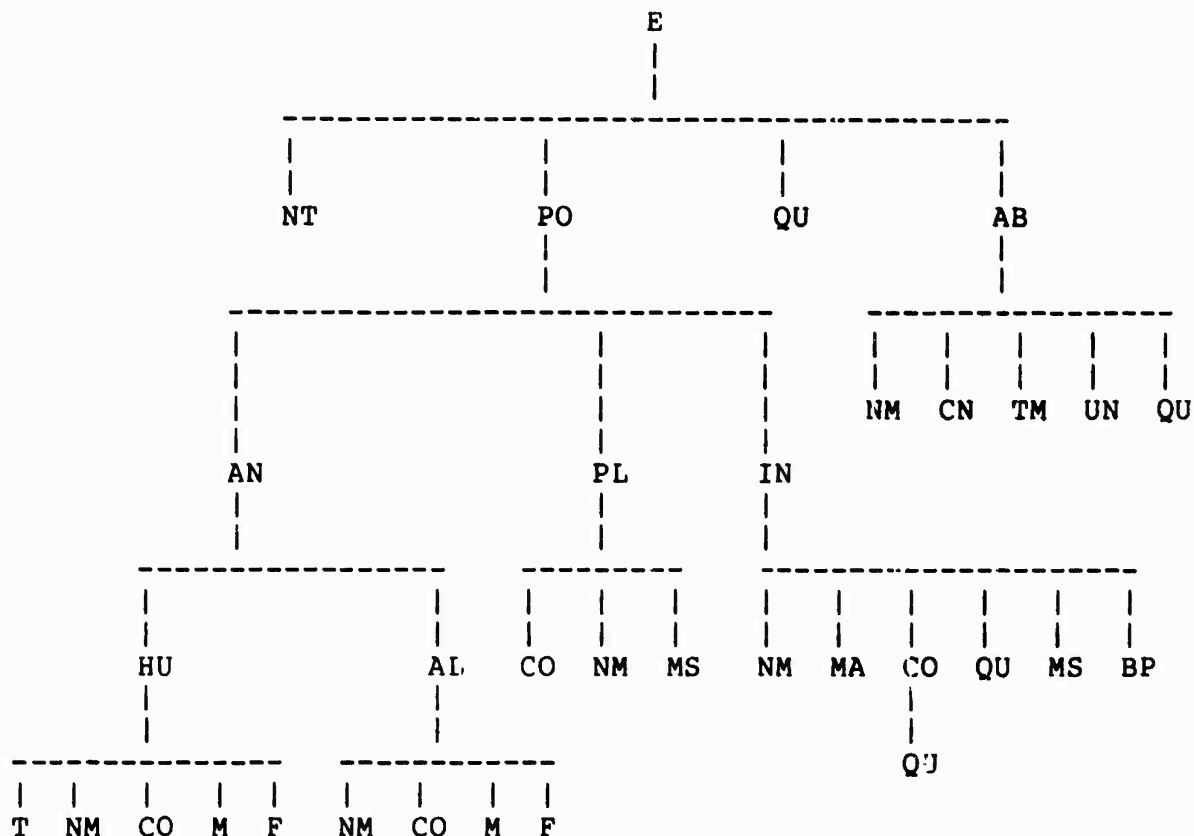 E
NT PO QU AB
NM CN TM UN QU
AN PL IN
HU AL CO NM MS NM MA CO QU MS BP
QU
T NM CO M F NM CO M F